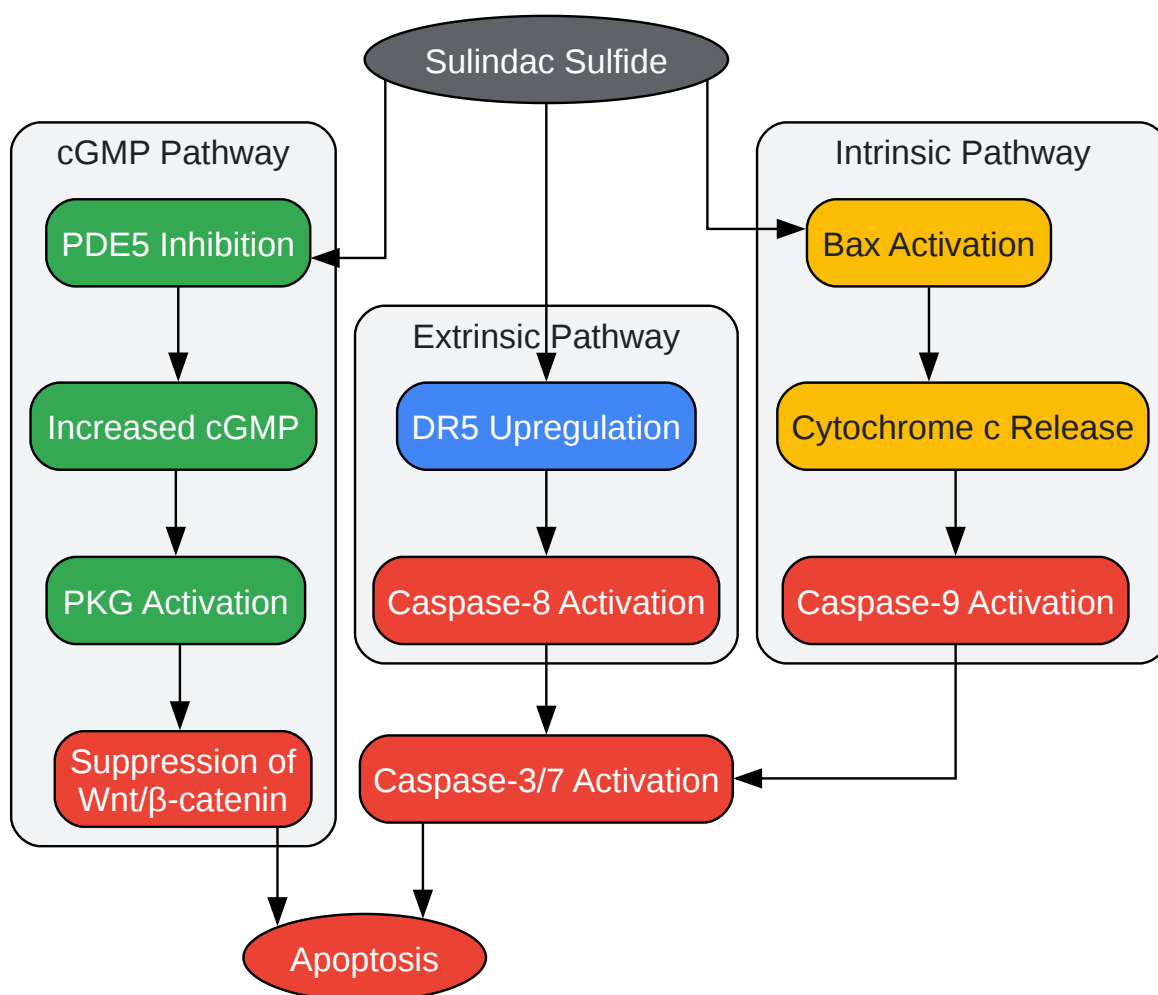 Sulindac Sulfide
cGMP Pathway
PDE5 Inhibition
Increased cGMP
PKG Activation
Suppression of
Wnt/β-catenin
Extrinsic Pathway
DR5 Upregulation
Caspase-8 Activation
Caspase-3/7 Activation
Intrinsic Pathway
Bax Activation
Cytochrome c Release
Caspase-9 Activation
Apoptosis